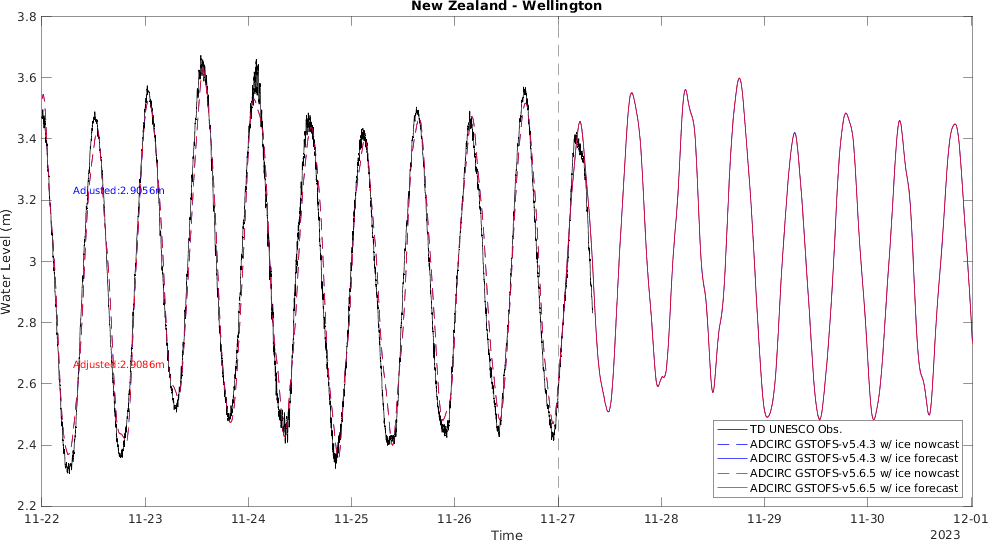 New Zealand - Wellington
3.8
3.6
3.4
3.2
3
2.8
2.6
2.4
2.2
Water Level (m)
Adjusted:2.9056m
Adjusted:2.9086m
TD UNESCO Obs.
ADCIRC GSTOFS-v5.4.3 w/ ice nowcast
ADCIRC GSTOFS-v5.4.3 w/ ice forecast
ADCIRC GSTOFS-v5.6.5 w/ ice nowcast
ADCIRC GSTOFS-v5.6.5 w/ ice forecast
11-22 11-23 11-24 11-25 11-26 11-27 11-28 11-29 11-30 12-01
Time
2023